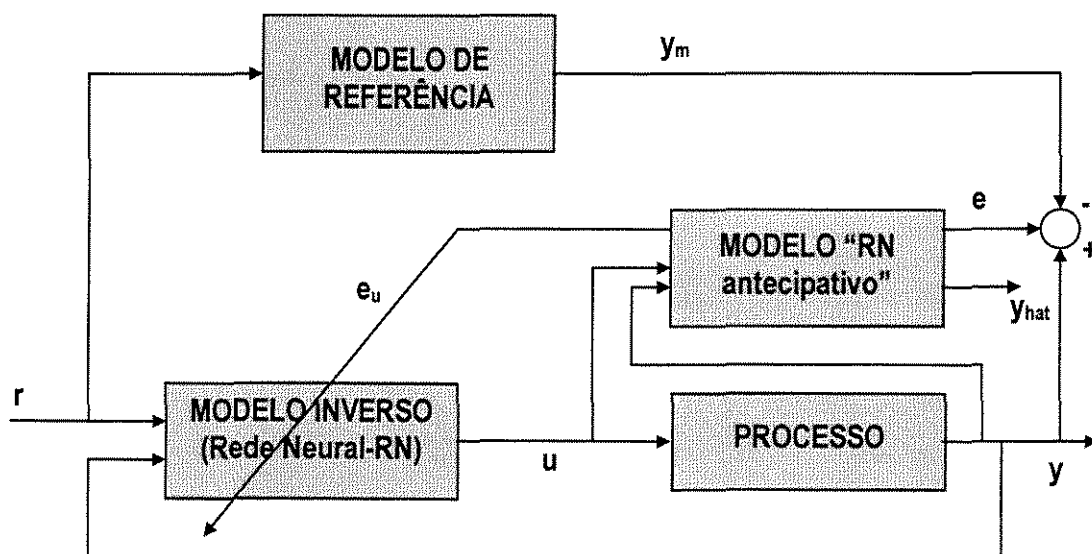 MODELO DE
REFERÊNCIA
ym
-
e
+
MODELO “RN
antecipativo”
eu
yhat
r
MODELO INVERSO
(Rede Neural-RN)
u
PROCESSO
y